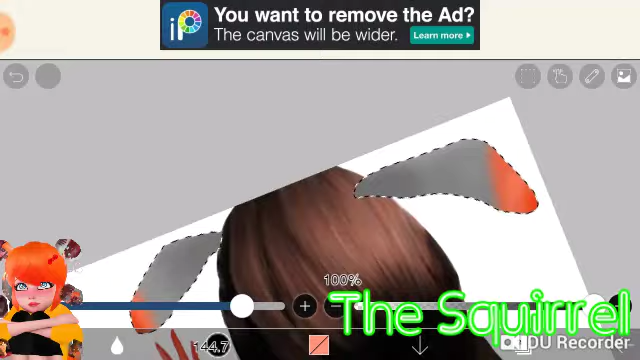 You want to remove the Ad?
iP
The canvas will be wider.
Learn more
100%
The Squirrel
144.7
DU Recorder